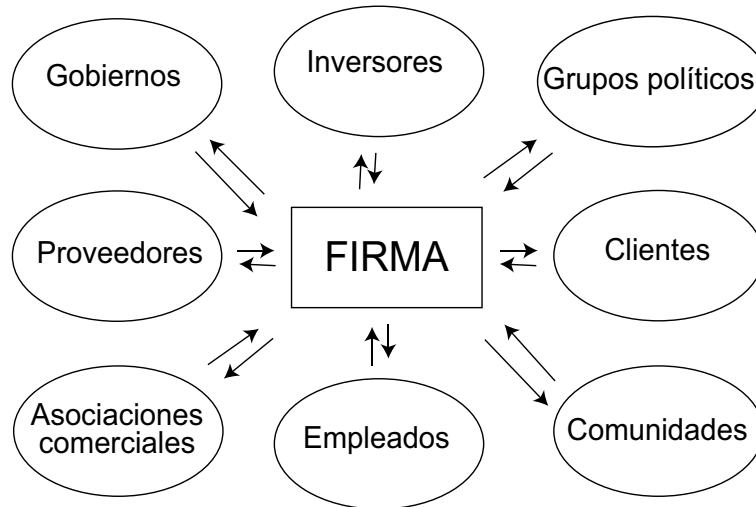 Gobiernos
Inversores
Grupos políticos
Proveedores
FIRMA
Clientes
Asociaciones
comerciales
Empleados
Comunidades